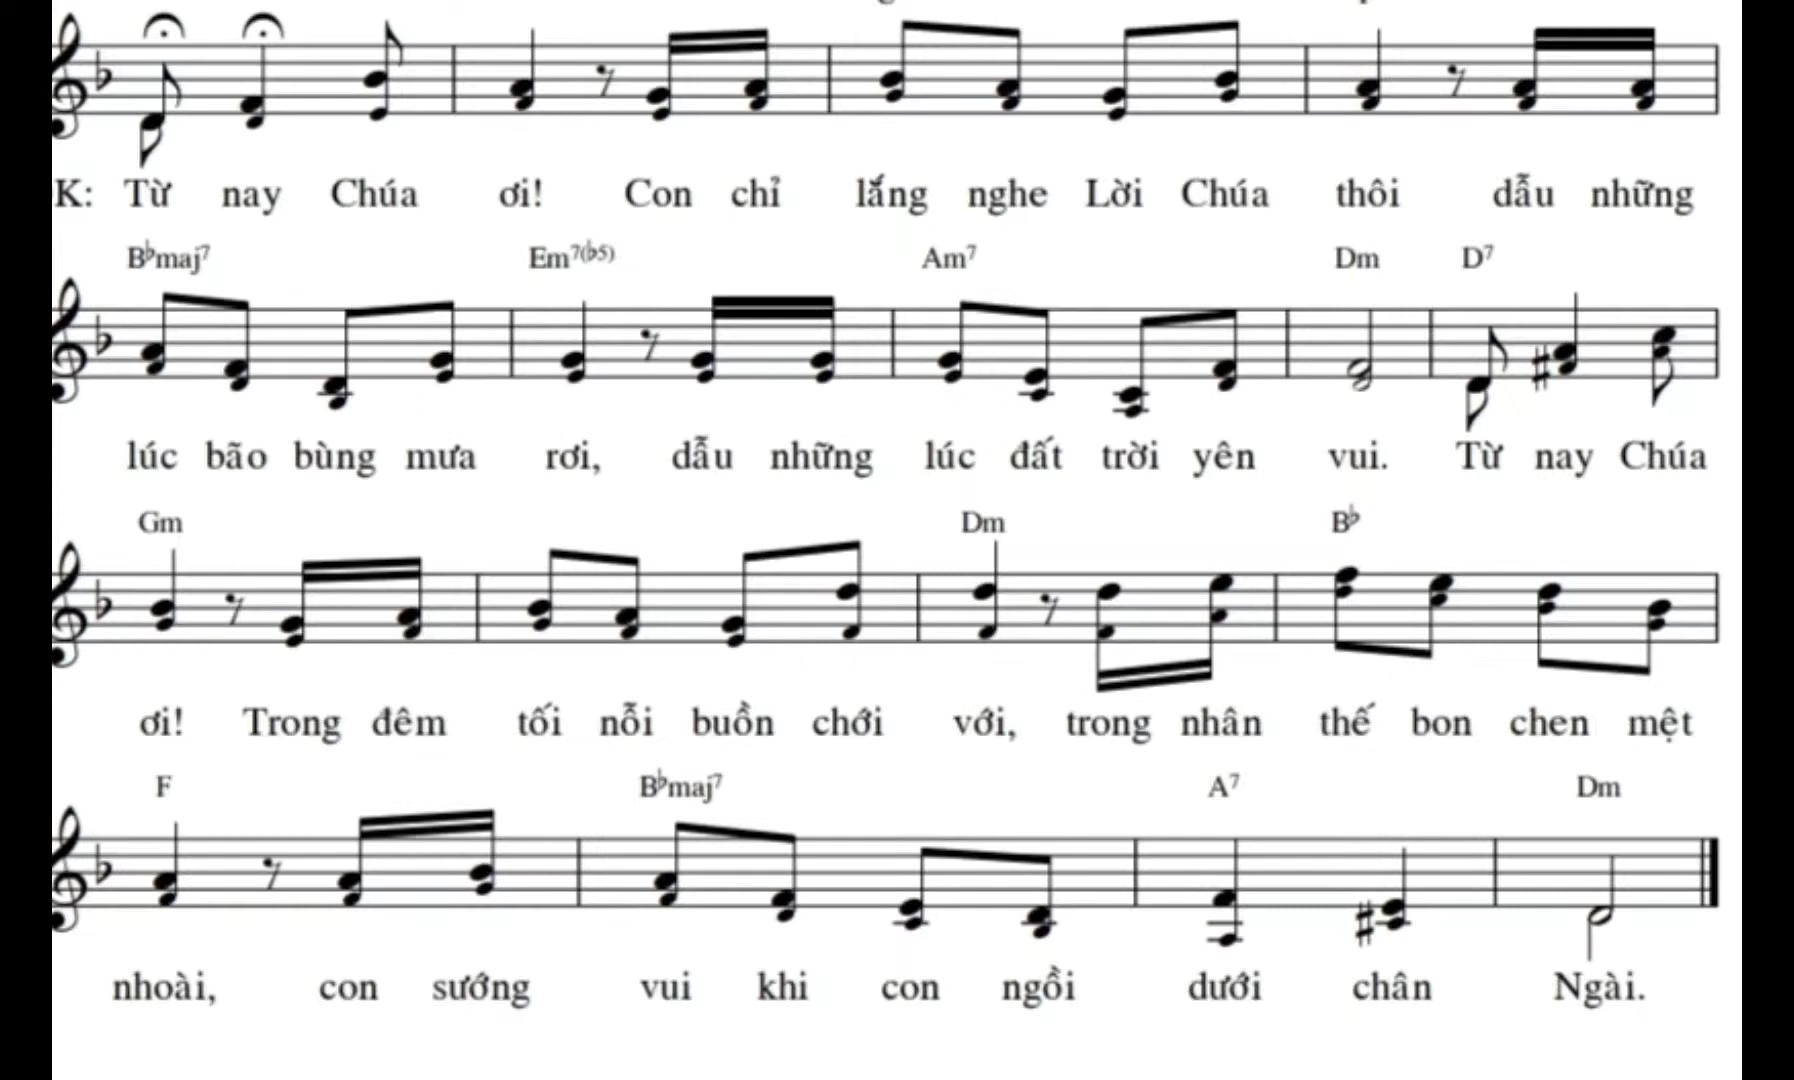 K: Từ nay Chúa ơi! Con chỉ lắng nghe Lời Chúa thôi dẫu những
B♭maj7 Em7(♭5) Am7 Dm D7
lúc bão bùng mưa rơi, dẫu những lúc đất trời yên vui. Từ nay Chúa
Gm Dm B♭
ơi! Trong đêm tối nỗi buồn chới với, trong nhân thế bon chen mệt
F B♭maj7 A7 Dm
nhoài, con sướng vui khi con ngồi dưới chân Ngài.